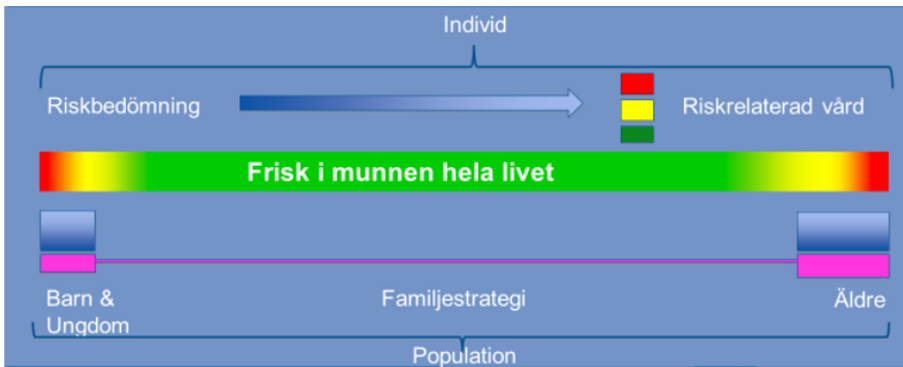 Individ
Riskbedömning
Riskrelaterad vård
Frisk i munnen hela livet
Barn &
Ungdom
Familjestrategi
Äldre
Population